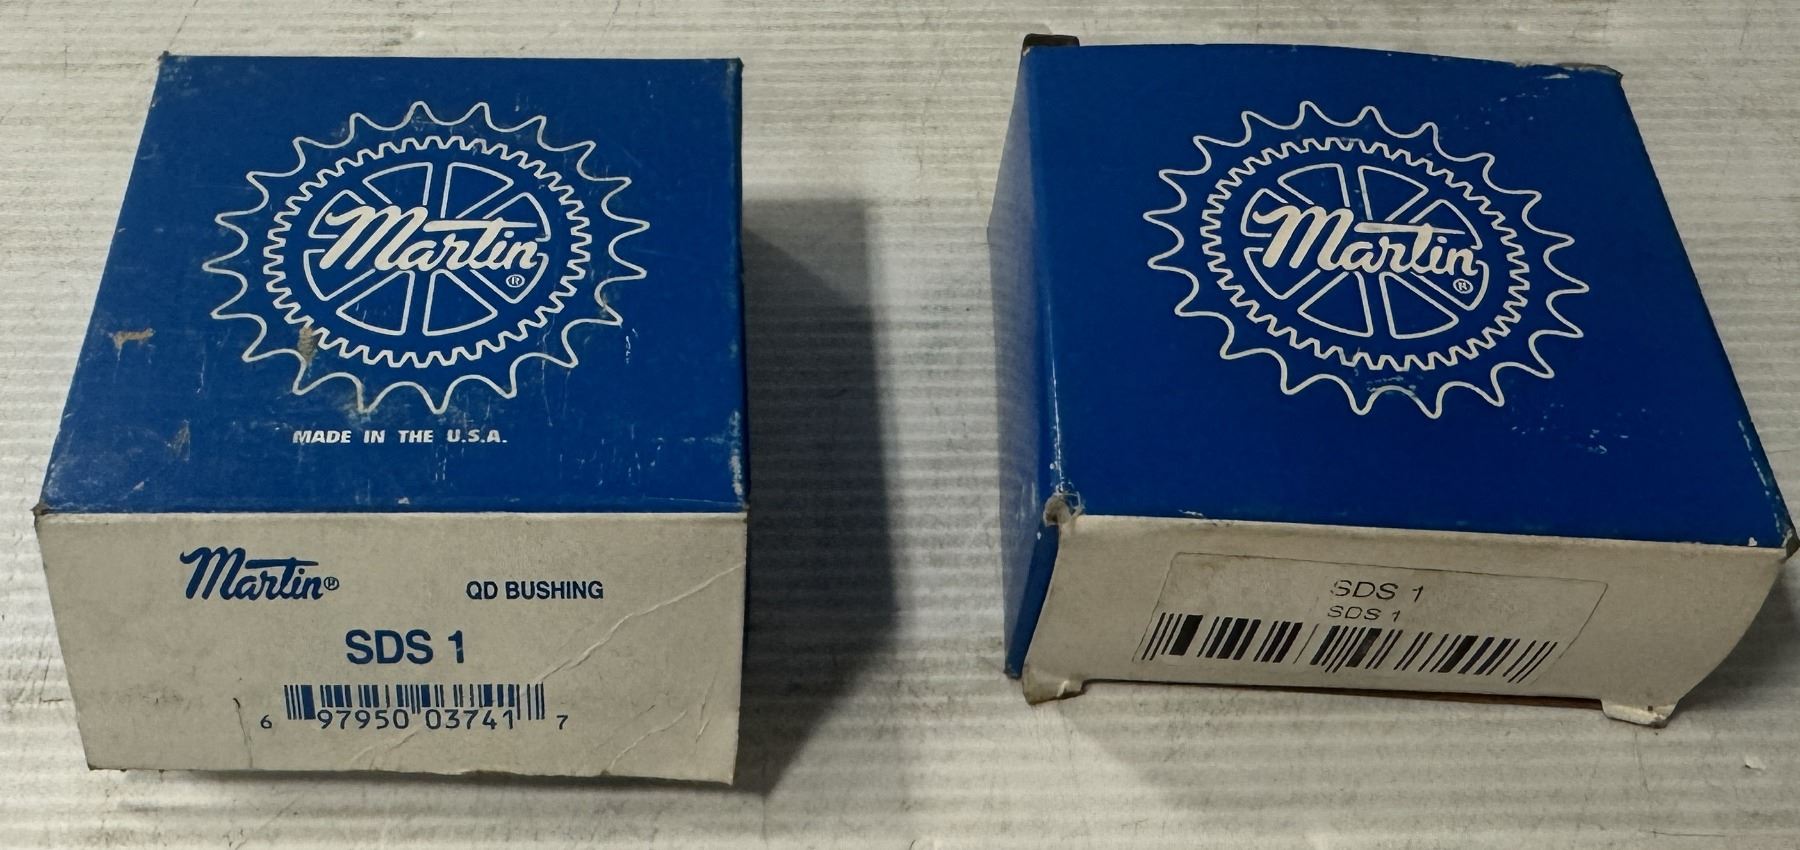 Martin®
MADE IN THE U.S.A.
Martin® QD BUSHING
SDS 1
6 97950 03741 7
Martin®
SDS 1
SDS 1